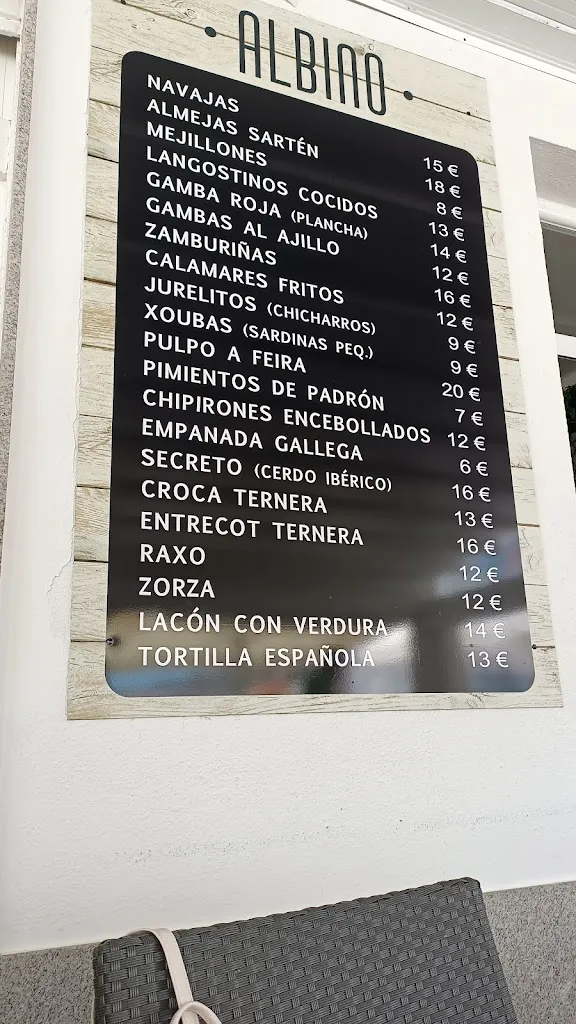 ALBINO
NAVAJAS 15 €
ALMEJAS SARTÉN 18 €
MEJILLONES 8 €
LANGOSTINOS COCIDOS 13 €
GAMBA ROJA (PLANCHA) 14 €
GAMBAS AL AJILLO 12 €
ZAMBURIÑAS 16 €
CALAMARES FRITOS 12 €
JURELITOS (CHICHARROS) 9 €
XOUBAS (SARDINAS PEQ.) 9 €
PULPO A FEIRA 20 €
PIMIENTOS DE PADRÓN 7 €
CHIPIRONES ENCEBOLLADOS 12 €
EMPANADA GALLEGA 6 €
SECRETO (CERDO IBÉRICO) 16 €
CROCA TERNERA 13 €
ENTRECOT TERNERA 16 €
RAXO 12 €
ZORZA 12 €
LACÓN CON VERDURA 14 €
TORTILLA ESPAÑOLA 13 €